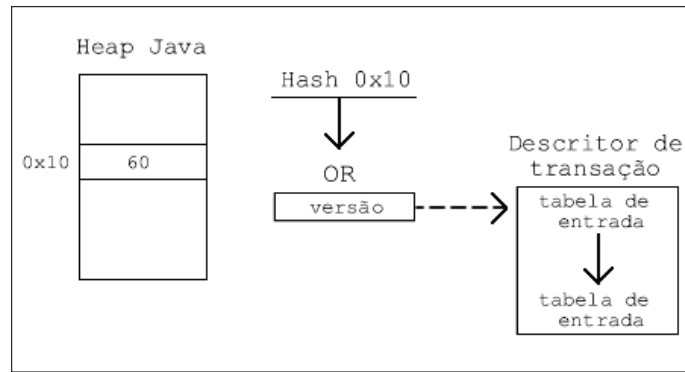 Heap Java
0x10
60
Hash 0x10
OR
versão
Descritor de
transação
tabela de
entrada
tabela de
entrada